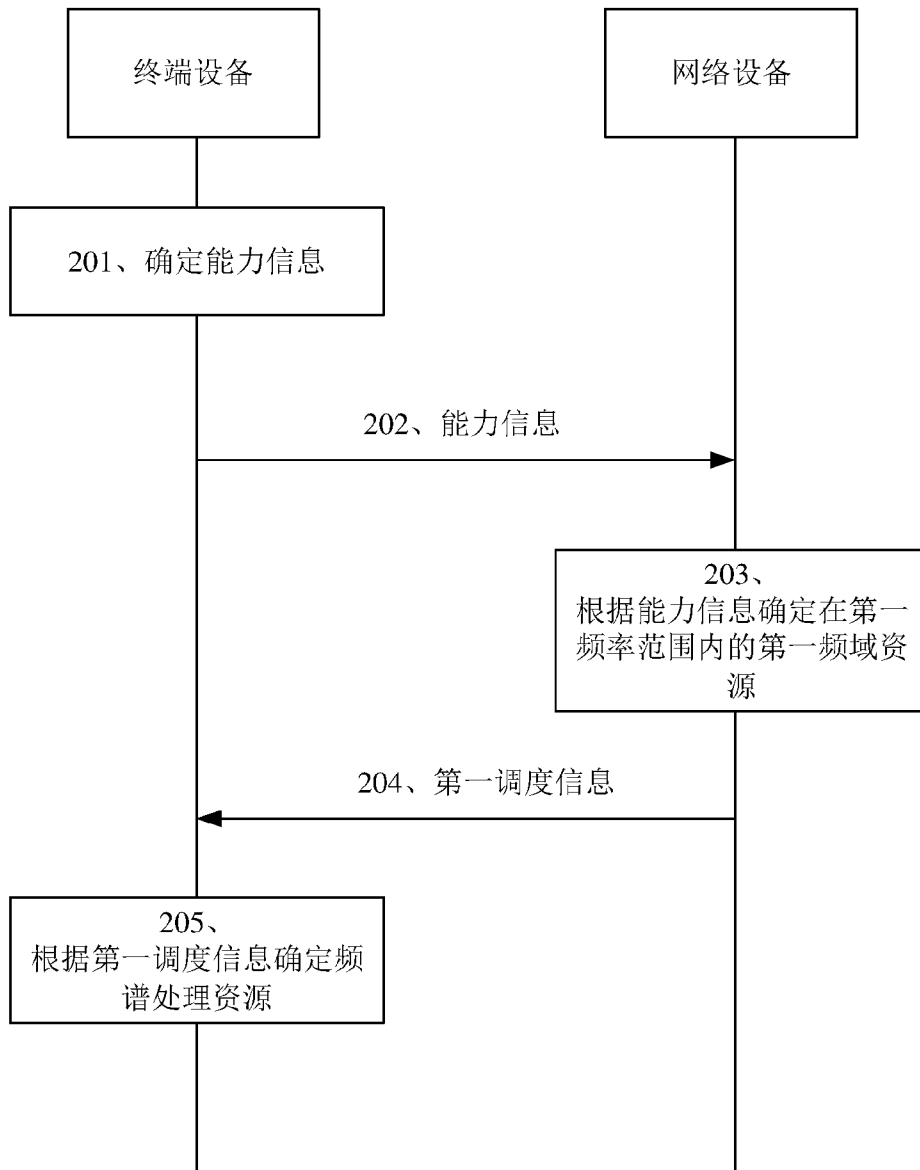 终端设备
网络设备
201、确定能力信息
202、能力信息
203、
根据能力信息确定在第一
频率范围内的第一频域资
源
204、第一调度信息
205、
根据第一调度信息确定频
谱处理资源